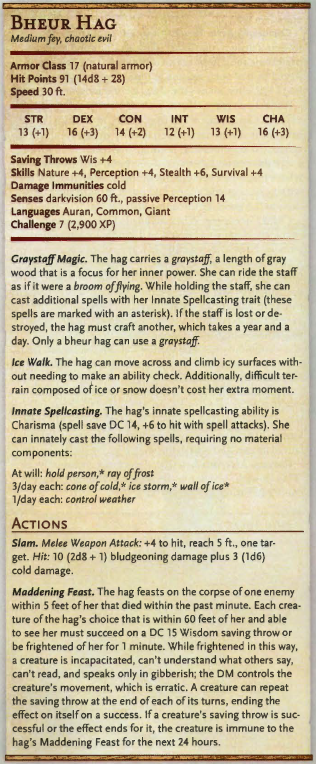 BHEUR HAG
Medium fey, chaotic evil
Armor Class 17 (natural armor)
Hit Points 91 (14d8 + 28)
Speed 30 ft.
STR DEX CON INT WIS CHA
13 (+1) 16 (+3) 14 (+2) 12 (+1) 13 (+1) 16 (+3)
Saving Throws Wis +4
Skills Nature +4, Perception +4, Stealth +6, Survival +4
Damage Immunities cold
Senses darkvision 60 ft., passive Perception 14
Languages Auran, Common, Giant
Challenge 7 (2,900 XP)
Graystaff Magic. The hag carries a graystaff, a length of gray
wood that is a focus for her inner power. She can ride the staff
as if it were a broom of flying. While holding the staff, she can
cast additional spells with her Innate Spellcasting trait (these
spells are marked with an asterisk). If the staff is lost or de-
stroyed, the hag must craft another, which takes a year and a
day. Only a bheur hag can use a graystaff.
Ice Walk. The hag can move across and climb icy surfaces with-
out needing to make an ability check. Additionally, difficult ter-
rain composed of ice or snow doesn't cost her extra moment.
Innate Spellcasting. The hag's innate spellcasting ability is
Charisma (spell save DC 14, +6 to hit with spell attacks). She
can innately cast the following spells, requiring no material
components:
At will: hold person,* ray of frost
3/day each: cone of cold,* ice storm,* wall of ice*
1/day each: control weather
ACTIONS
Slam. Melee Weapon Attack: +4 to hit, reach 5 ft., one tar-
get. Hit: 10 (2d8 + 1) bludgeoning damage plus 3 (1d6)
cold damage.
Maddening Feast. The hag feasts on the corpse of one enemy
within 5 feet of her that died within the past minute. Each crea-
ture of the hag's choice that is within 60 feet of her and able
to see her must succeed on a DC 15 Wisdom saving throw or
be frightened of her for 1 minute. While frightened in this way,
a creature is incapacitated, can't understand what others say,
can't read, and speaks only in gibberish; the DM controls the
creature's movement, which is erratic. A creature can repeat
the saving throw at the end of each of its turns, ending the
effect on itself on a success. If a creature's saving throw is suc-
cessful or the effect ends for it, the creature is immune to the
hag's Maddening Feast for the next 24 hours.